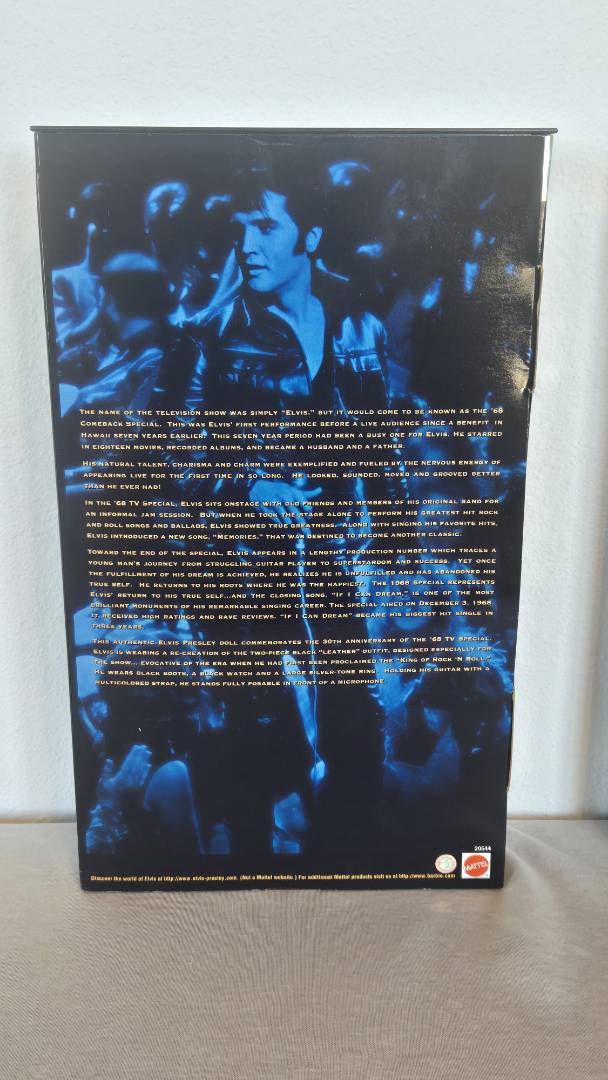 THE NAME OF THE TELEVISION SHOW WAS SIMPLY "ELVIS," BUT IT WOULD COME TO BE KNOWN AS THE '68
COMEBACK SPECIAL. THIS WAS ELVIS' FIRST PERFORMANCE BEFORE A LIVE AUDIENCE SINCE A BENEFIT IN
HAWAII SEVEN YEARS EARLIER. THIS SEVEN YEAR PERIOD HAD BEEN A BUSY ONE FOR ELVIS. HE STARRED
IN EIGHTEEN MOVIES, RECORDED ALBUMS, AND BECAME A HUSBAND AND A FATHER.
HIS NATURAL TALENT, CHARISMA AND CHARM WERE EXEMPLIFIED AND FUELED BY THE NERVOUS ENERGY OF
APPEARING LIVE FOR THE FIRST TIME IN SO LONG. HE LOOKED, SOUNDED, MOVED AND GROOVED BETTER
THAN HE EVER HAD!
IN THE '68 TV SPECIAL, ELVIS SITS ONSTAGE WITH OLD FRIENDS AND MEMBERS OF HIS ORIGINAL BAND FOR
AN INFORMAL JAM SESSION. BUT WHEN HE TOOK THE STAGE ALONE TO PERFORM HIS GREATEST HIT ROCK
AND ROLL SONGS AND BALLADS, ELVIS SHOWED TRUE GREATNESS. ALONG WITH SINGING HIS FAVORITE HITS,
ELVIS INTRODUCED A NEW SONG, "MEMORIES," THAT WAS DESTINED TO BECOME ANOTHER CLASSIC.
TOWARD THE END OF THE SPECIAL, ELVIS APPEARS IN A LENGTHY PRODUCTION NUMBER WHICH TRACES A
YOUNG MAN'S JOURNEY FROM STRUGGLING GUITAR PLAYER TO SUPERSTARDOM AND SUCCESS. YET ONCE
THE FULFILLMENT OF HIS DREAM IS ACHIEVED, HE REALIZES HE IS UNFULFILLED AND HAS ABANDONED HIS
TRUE SELF. HE RETURNS TO HIS ROOTS WHERE HE WAS THE HAPPIEST. THE 1968 SPECIAL REPRESENTS
ELVIS' RETURN TO HIS TRUE SELF...AND THE CLOSING SONG, "IF I CAN DREAM," IS ONE OF THE MOST
BRILLIANT MONUMENTS OF HIS REMARKABLE SINGING CAREER. THE SPECIAL AIRED ON DECEMBER 3, 1968
IT RECEIVED HIGH RATINGS AND RAVE REVIEWS. "IF I CAN DREAM" BECAME HIS BIGGEST HIT SINGLE IN
THREE YEARS.
THIS AUTHENTIC ELVIS PRESLEY DOLL COMMEMORATES THE 30TH ANNIVERSARY OF THE '68 TV SPECIAL.
ELVIS IS WEARING A RE-CREATION OF THE TWO-PIECE BLACK "LEATHER" OUTFIT, DESIGNED ESPECIALLY FOR
THE SHOW... EVOCATIVE OF THE ERA WHEN HE HAD FIRST BEEN PROCLAIMED THE "KING OF ROCK 'N ROLL."
HE WEARS BLACK BOOTS, A BLACK WATCH AND A LARGE SILVER-TONE RING. HOLDING HIS GUITAR WITH A
MULTICOLORED STRAP, HE STANDS FULLY POSABLE IN FRONT OF A MICROPHONE.
20544
MATTEL
Discover the world of Elvis at http://www.elvis-presley.com. (Not a Mattel website.) For additional Mattel products visit us at http://www.barbie.com